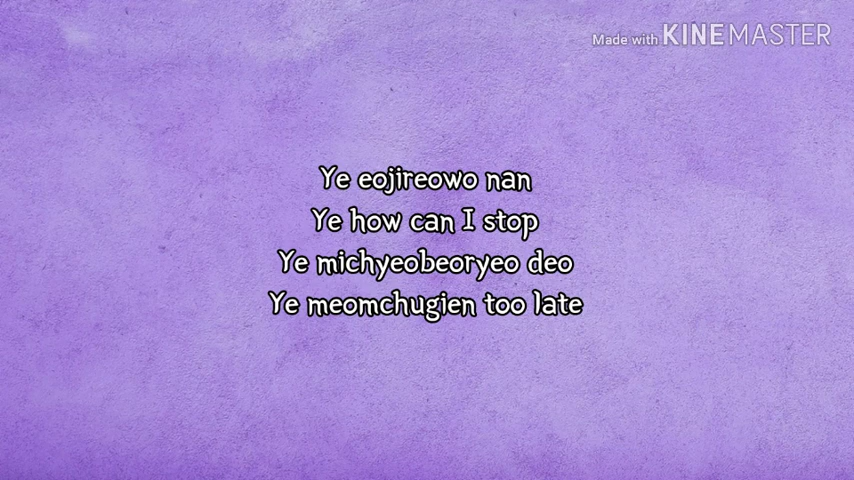 Made with KINEMASTER
Ye eojireowo nan
Ye how can I stop
Ye michyeobeoryeo deo
Ye meomchugien too late